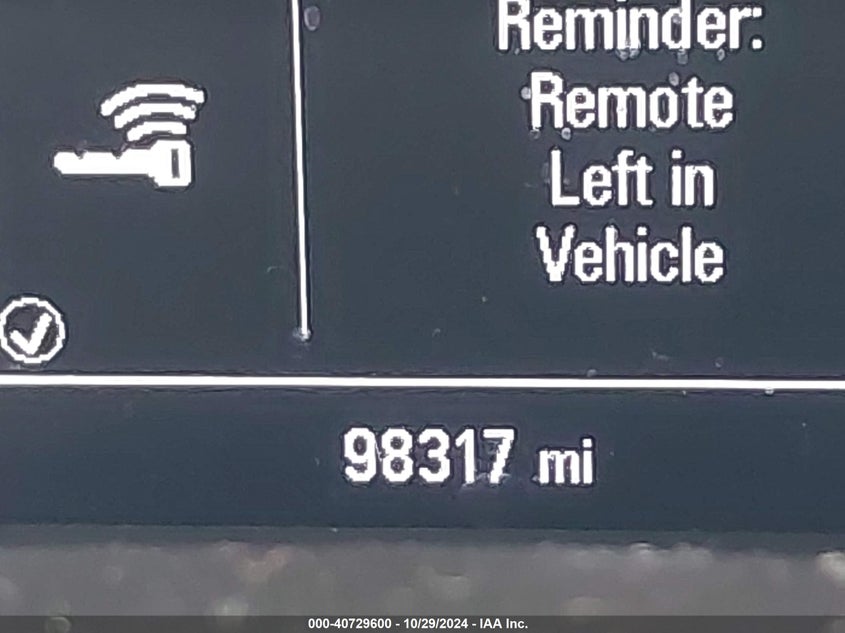 Reminder:
Remote
Left in
Vehicle
98317 mi
000-40729600 - 10/29/2024 - IAA Inc.